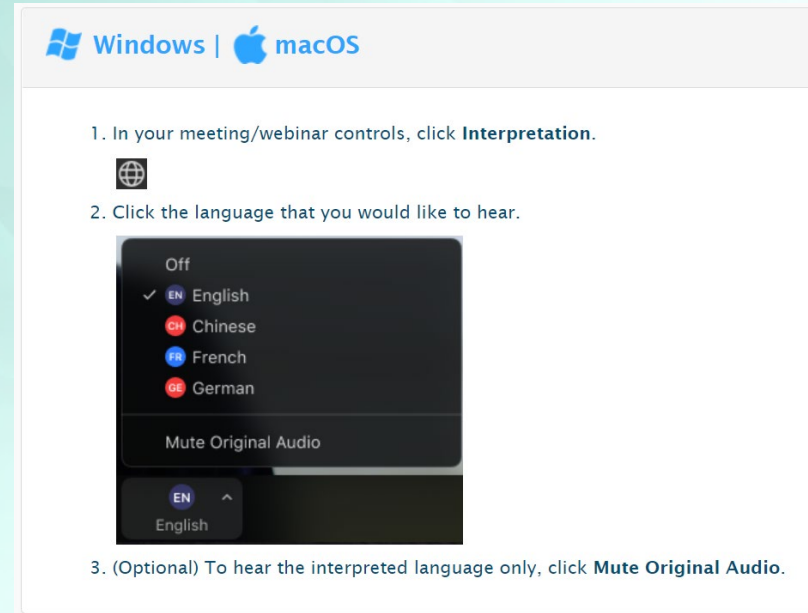 Windows | macOS
1. In your meeting/webinar controls, click Interpretation.
2. Click the language that you would like to hear.
Off
✓ EN English
CH Chinese
FR French
GE German
Mute Original Audio
EN
English
3. (Optional) To hear the interpreted language only, click Mute Original Audio.